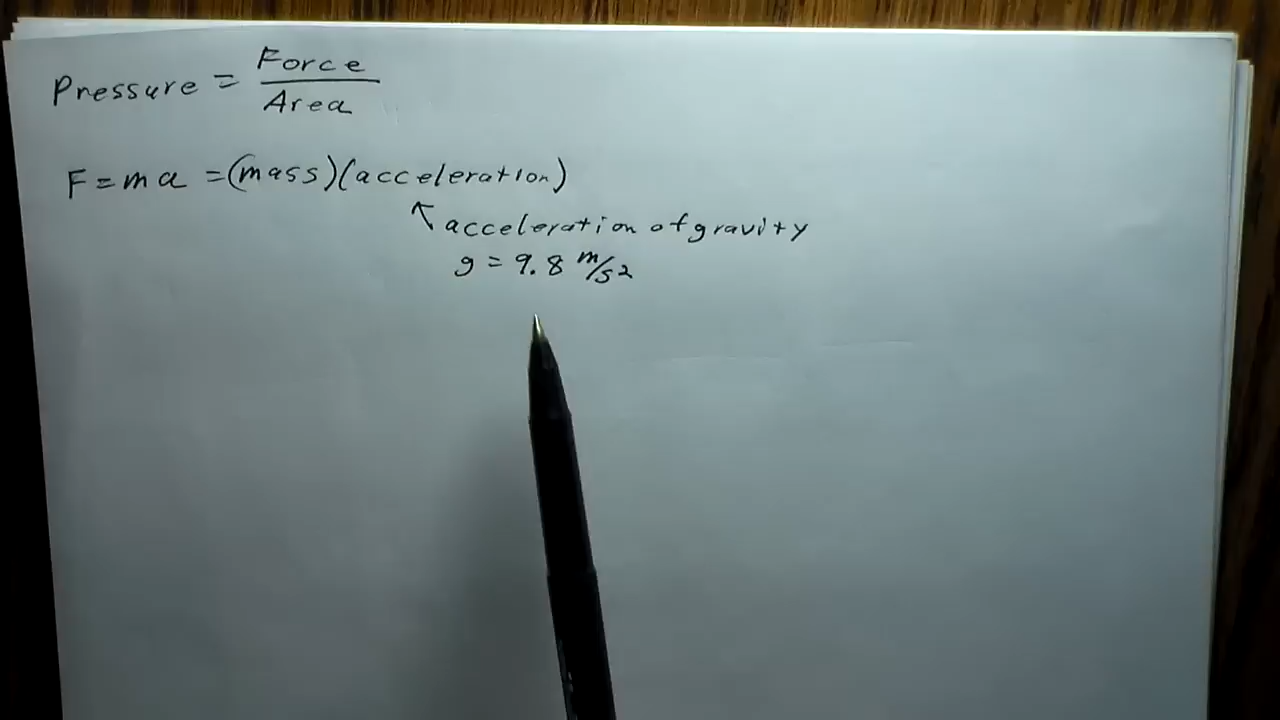 Pressure = Force / Area
F = ma = (mass)(acceleration)
↖ acceleration of gravity
g = 9.8 m/s2